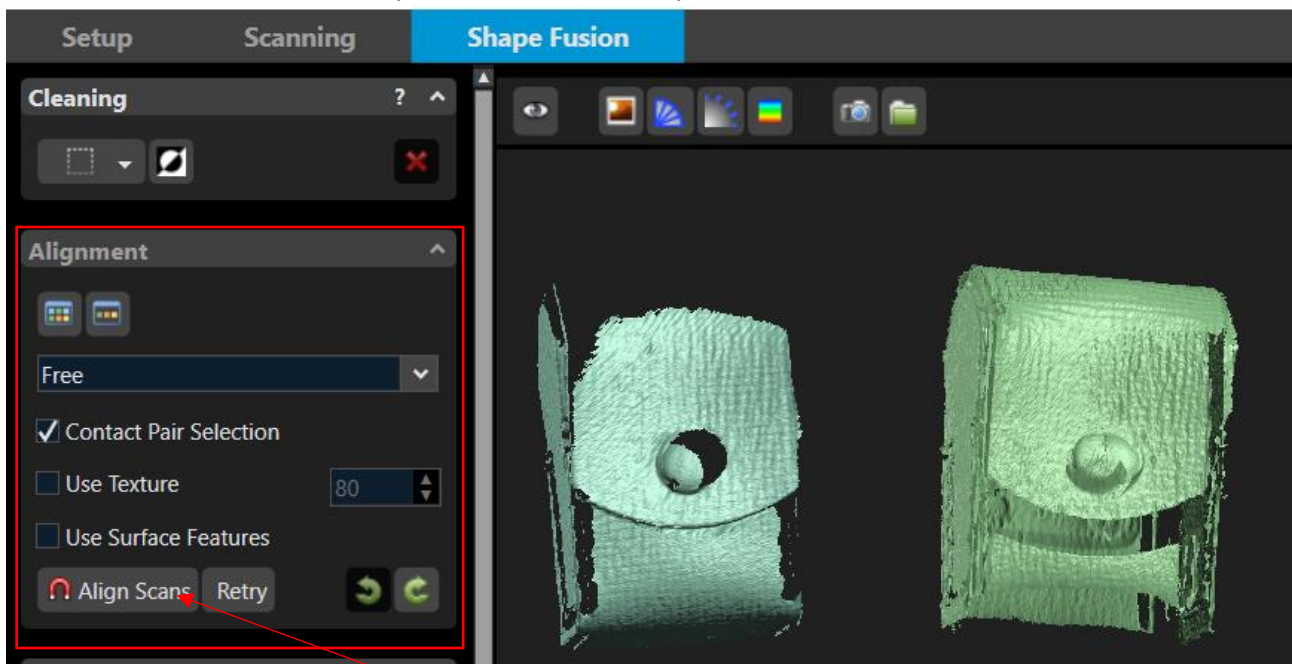 Setup Scanning Shape Fusion
Cleaning ?
Alignment
Free
Contact Pair Selection
Use Texture 80
Use Surface Features
Align Scans Retry